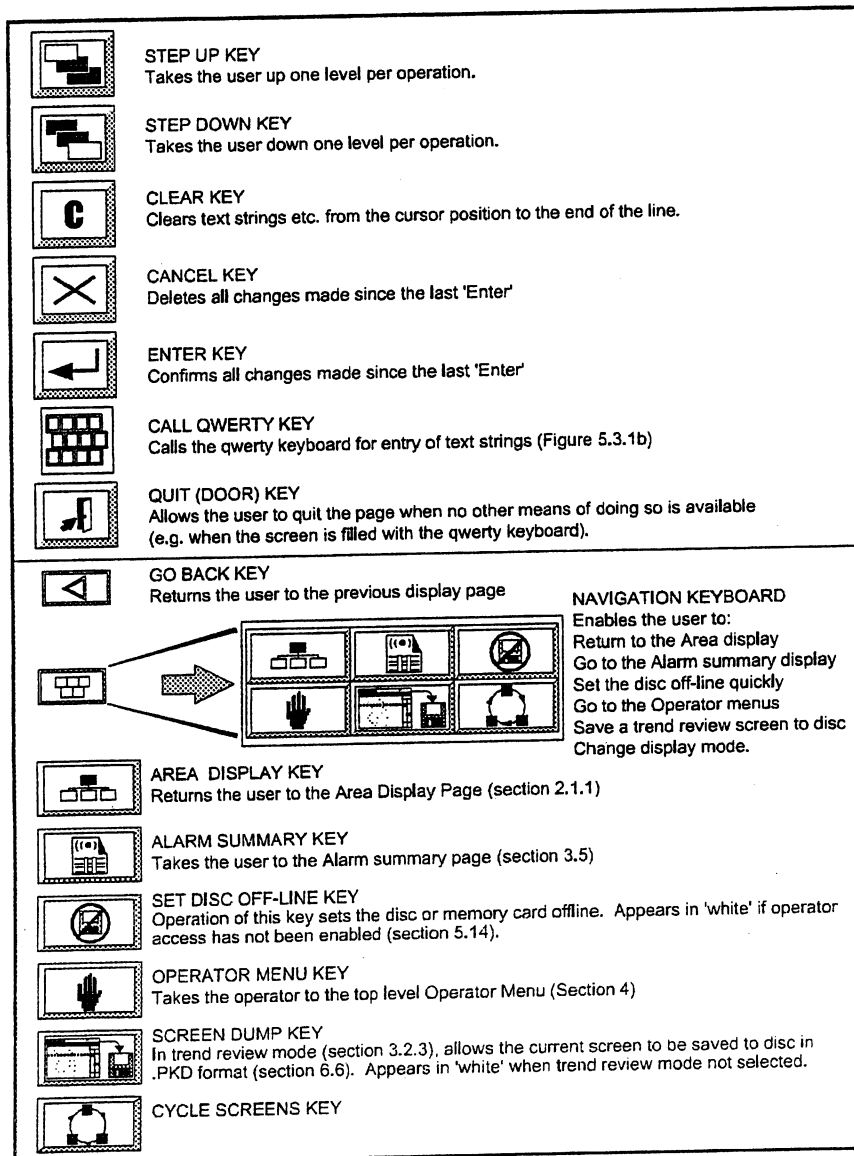 STEP UP KEY
Takes the user up one level per operation.
STEP DOWN KEY
Takes the user down one level per operation.
C
CLEAR KEY
Clears text strings etc. from the cursor position to the end of the line.
CANCEL KEY
Deletes all changes made since the last 'Enter'
ENTER KEY
Confirms all changes made since the last 'Enter'
CALL QWERTY KEY
Calls the qwerty keyboard for entry of text strings (Figure 5.3.1b)
QUIT (DOOR) KEY
Allows the user to quit the page when no other means of doing so is available
(e.g. when the screen is filled with the qwerty keyboard).
GO BACK KEY
Returns the user to the previous display page
NAVIGATION KEYBOARD
Enables the user to:
Return to the Area display
Go to the Alarm summary display
Set the disc off-line quickly
Go to the Operator menus
Save a trend review screen to disc
Change display mode.
AREA DISPLAY KEY
Returns the user to the Area Display Page (section 2.1.1)
ALARM SUMMARY KEY
Takes the user to the Alarm summary page (section 3.5)
SET DISC OFF-LINE KEY
Operation of this key sets the disc or memory card offline. Appears in 'white' if operator
access has not been enabled (section 5.14).
OPERATOR MENU KEY
Takes the operator to the top level Operator Menu (Section 4)
SCREEN DUMP KEY
In trend review mode (section 3.2.3), allows the current screen to be saved to disc in
.PKD format (section 6.6). Appears in 'white' when trend review mode not selected.
CYCLE SCREENS KEY